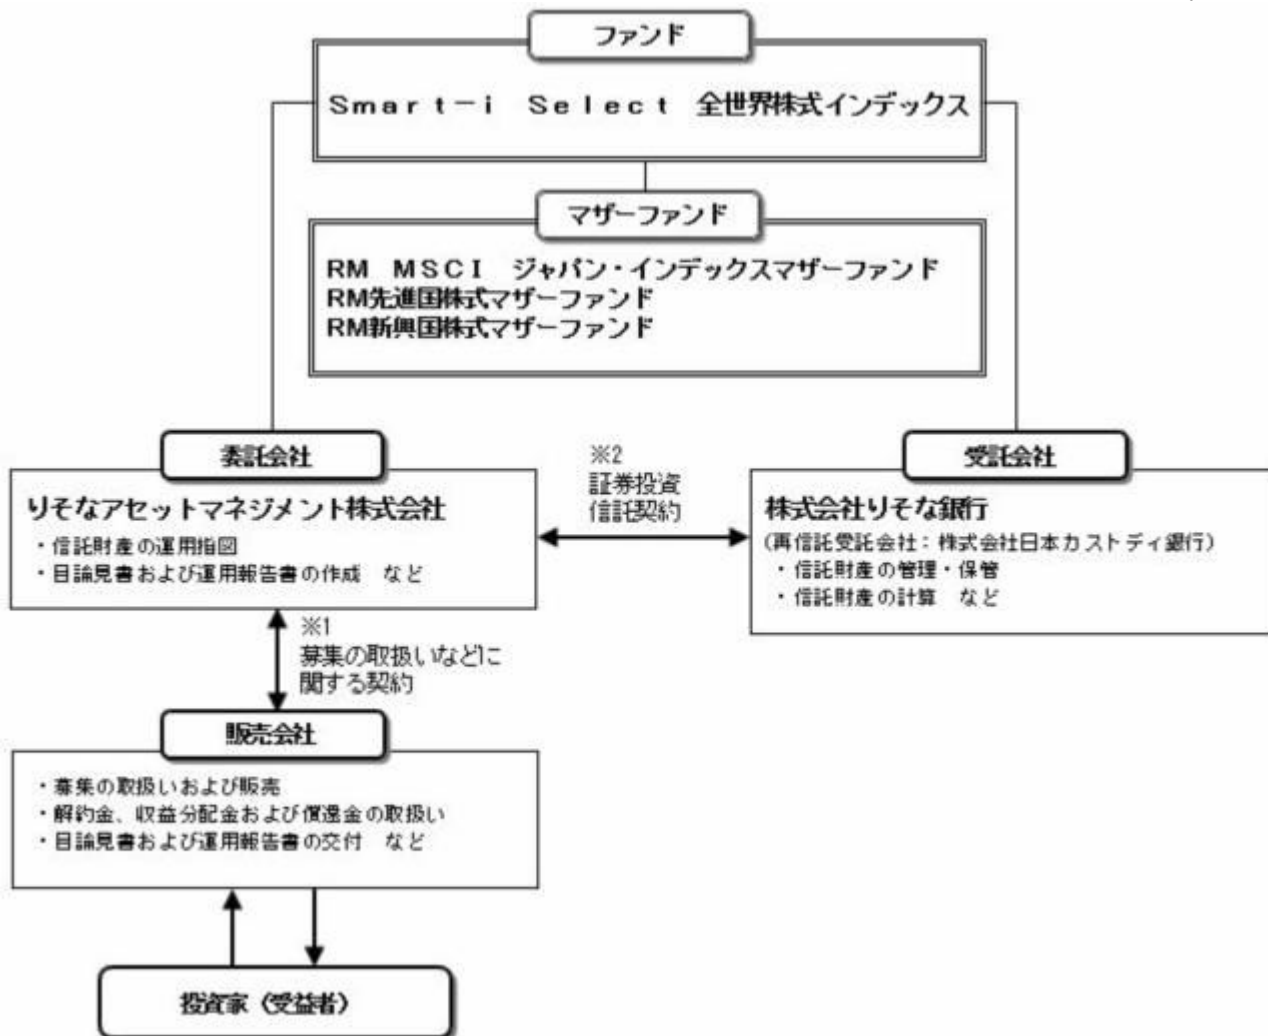 ファンド
Smart-i Select 全世界株式インデックス
マザーファンド
RM MSCI ジャパン・インデックスマザーファンド
RM先進国株式マザーファンド
RM新興国株式マザーファンド
委託会社
りそなアセットマネジメント株式会社
・信託財産の運用指図
・目論見書および運用報告書の作成 など
※2
証券投資
信託契約
受託会社
株式会社りそな銀行
(再信託受託会社:株式会社日本カストディ銀行)
・信託財産の管理・保管
・信託財産の計算 など
※1
募集の取扱いなどに
関する契約
販売会社
・募集の取扱いおよび販売
・解約金、収益分配金および償還金の取扱い
・目論見書および運用報告書の交付 など
投資家(受益者)